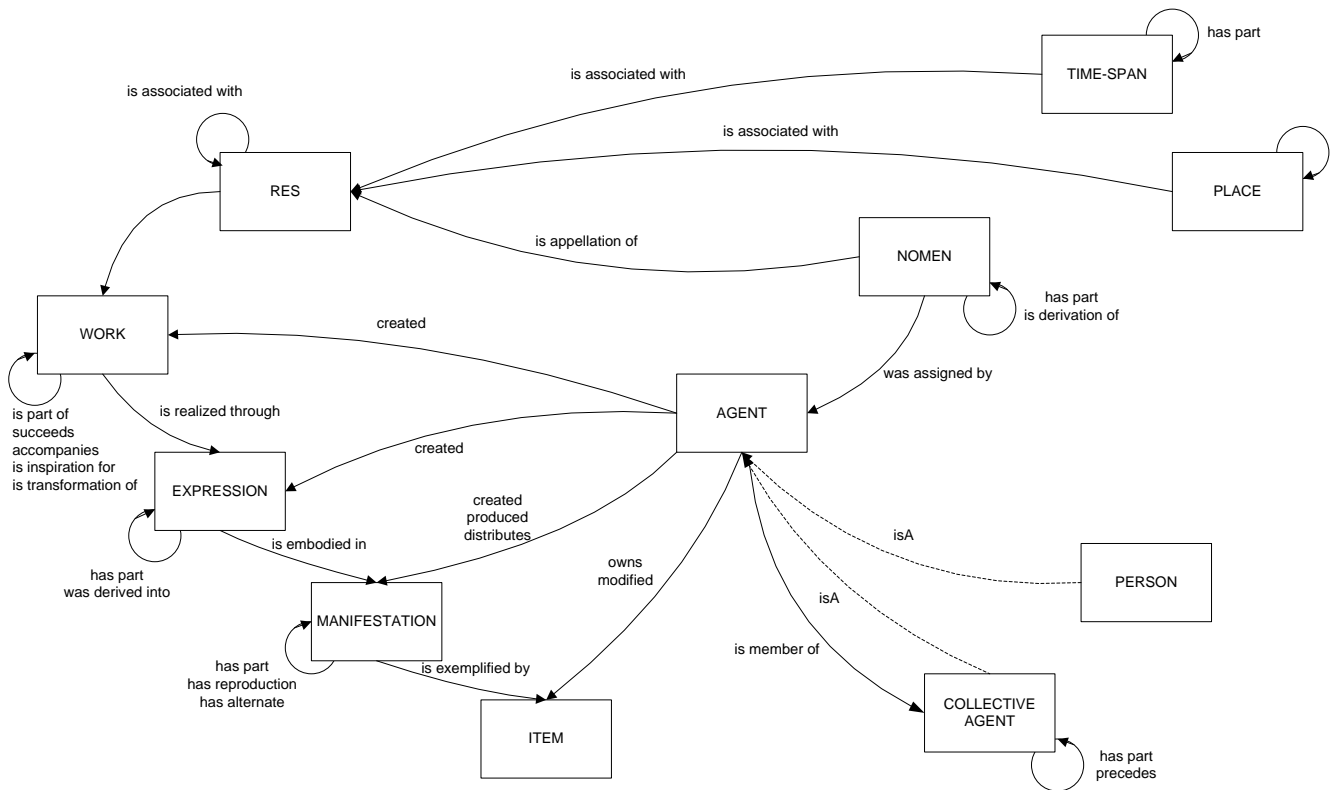 has part
TIME-SPAN
is associated with
is associated with
is associated with
RES
PLACE
is appellation of
NOMEN
has part
is derivation of
WORK
created
was assigned by
is part of
succeeds
accompanies
is inspiration for
is transformation of
is realized through
AGENT
created
EXPRESSION
created
produced
distributes
is embodied in
has part
was derived into
owns
modified
isA
PERSON
isA
MANIFESTATION
is member of
has part
has reproduction
has alternate
is exemplified by
COLLECTIVE
AGENT
ITEM
has part
precedes